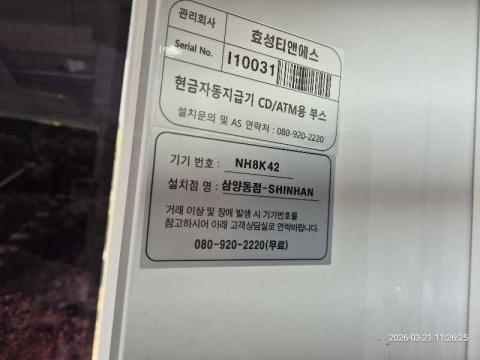 관리회사 효성티앤에스
Serial No. I10031
현금자동지급기 CD/ATM용 부스
설치문의 및 AS 연락처 : 080-920-2220
기기 번호 : NH8K42
설치점 명 : 삼양동점-SHINHAN
거래 이상 및 장애 발생 시 기기번호를
참고하시어 아래 고객상담실로 연락바랍니다.
080-920-2220(무료)
2026-03-21 11:26:25